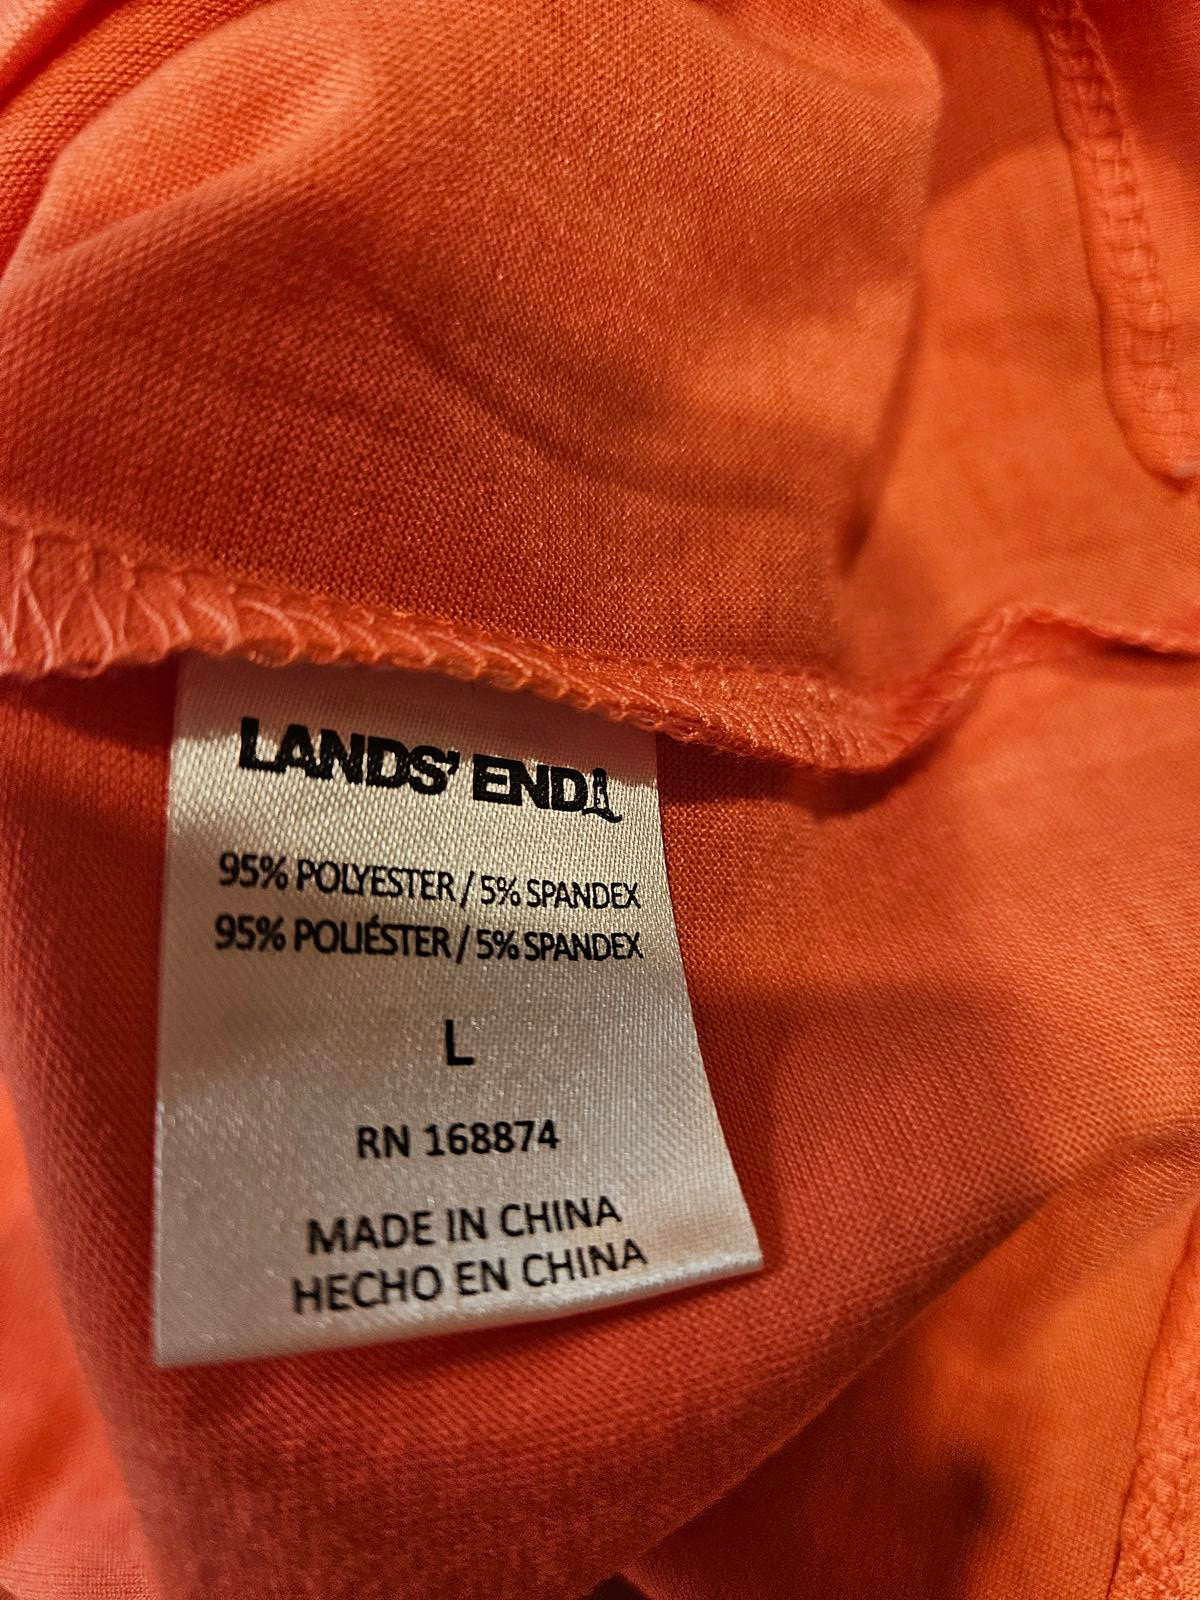 LANDS' END
95% POLYESTER / 5% SPANDEX
95% POLIÉSTER / 5% SPANDEX
L
RN 168874
MADE IN CHINA
HECHO EN CHINA